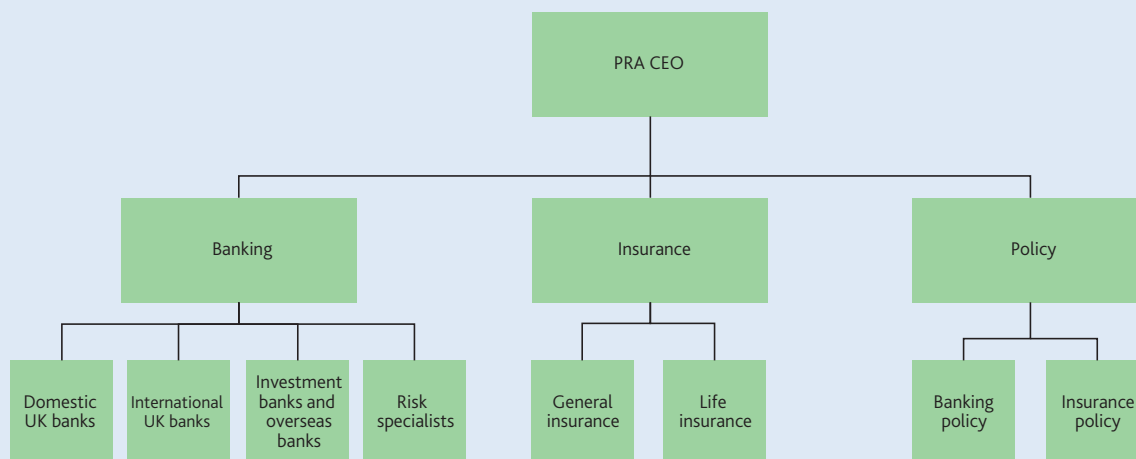 PRA CEO
Banking
Insurance
Policy
Domestic
UK banks
International
UK banks
Investment
banks and
overseas
banks
Risk
specialists
General
insurance
Life
insurance
Banking
policy
Insurance
policy